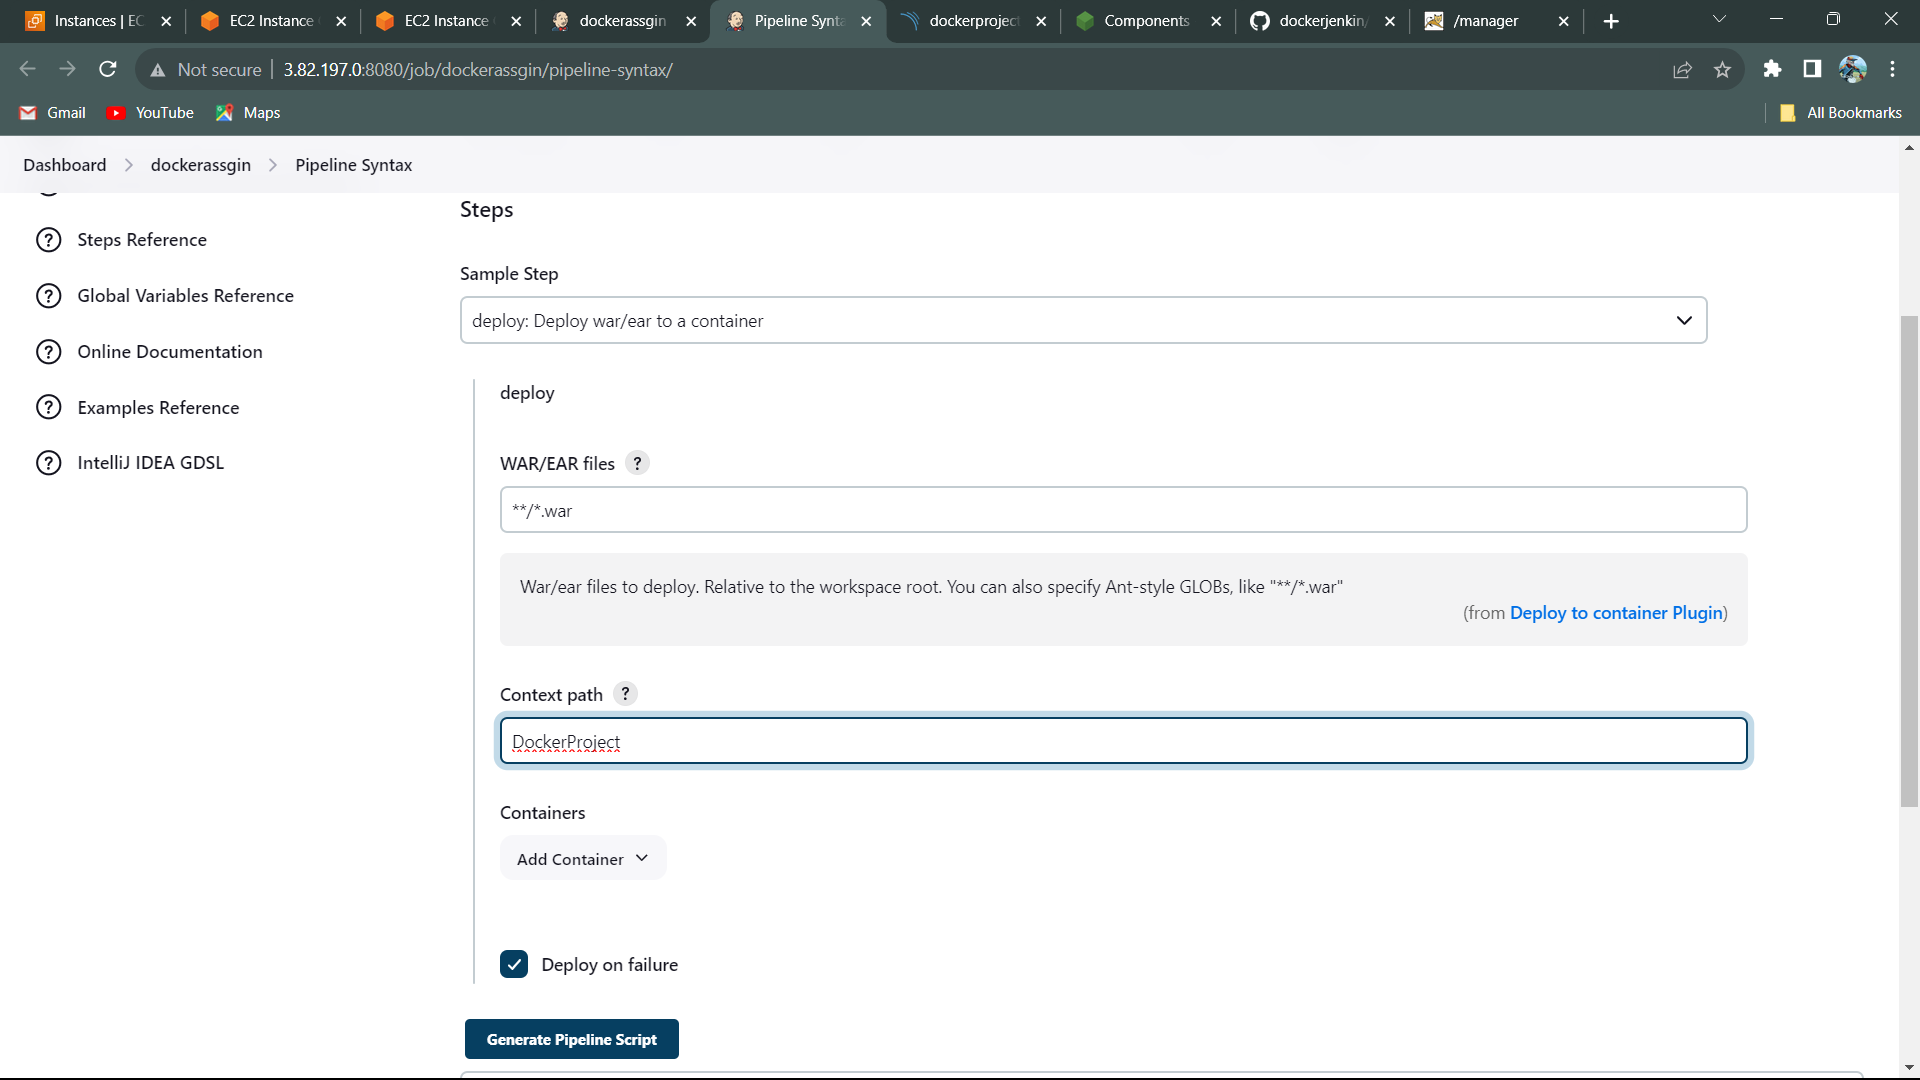 Instances | EC
EC2 Instance
EC2 Instance
dockerassgin
Pipeline Synta
dockerproject
Components
dockerjenkin
/manager
Not secure
3.82.197.0:8080/job/dockerassgin/pipeline-syntax/
Gmail
YouTube
Maps
All Bookmarks
Dashboard
dockerassgin
Pipeline Syntax
Steps Reference
Global Variables Reference
Online Documentation
Examples Reference
IntelliJ IDEA GDSL
Steps
Sample Step
deploy: Deploy war/ear to a container
deploy
WAR/EAR files ?
**/*.war
War/ear files to deploy. Relative to the workspace root. You can also specify Ant-style GLOBs, like "**/*.war"
(from Deploy to container Plugin)
Context path ?
DockerProject
Containers
Add Container
Deploy on failure
Generate Pipeline Script